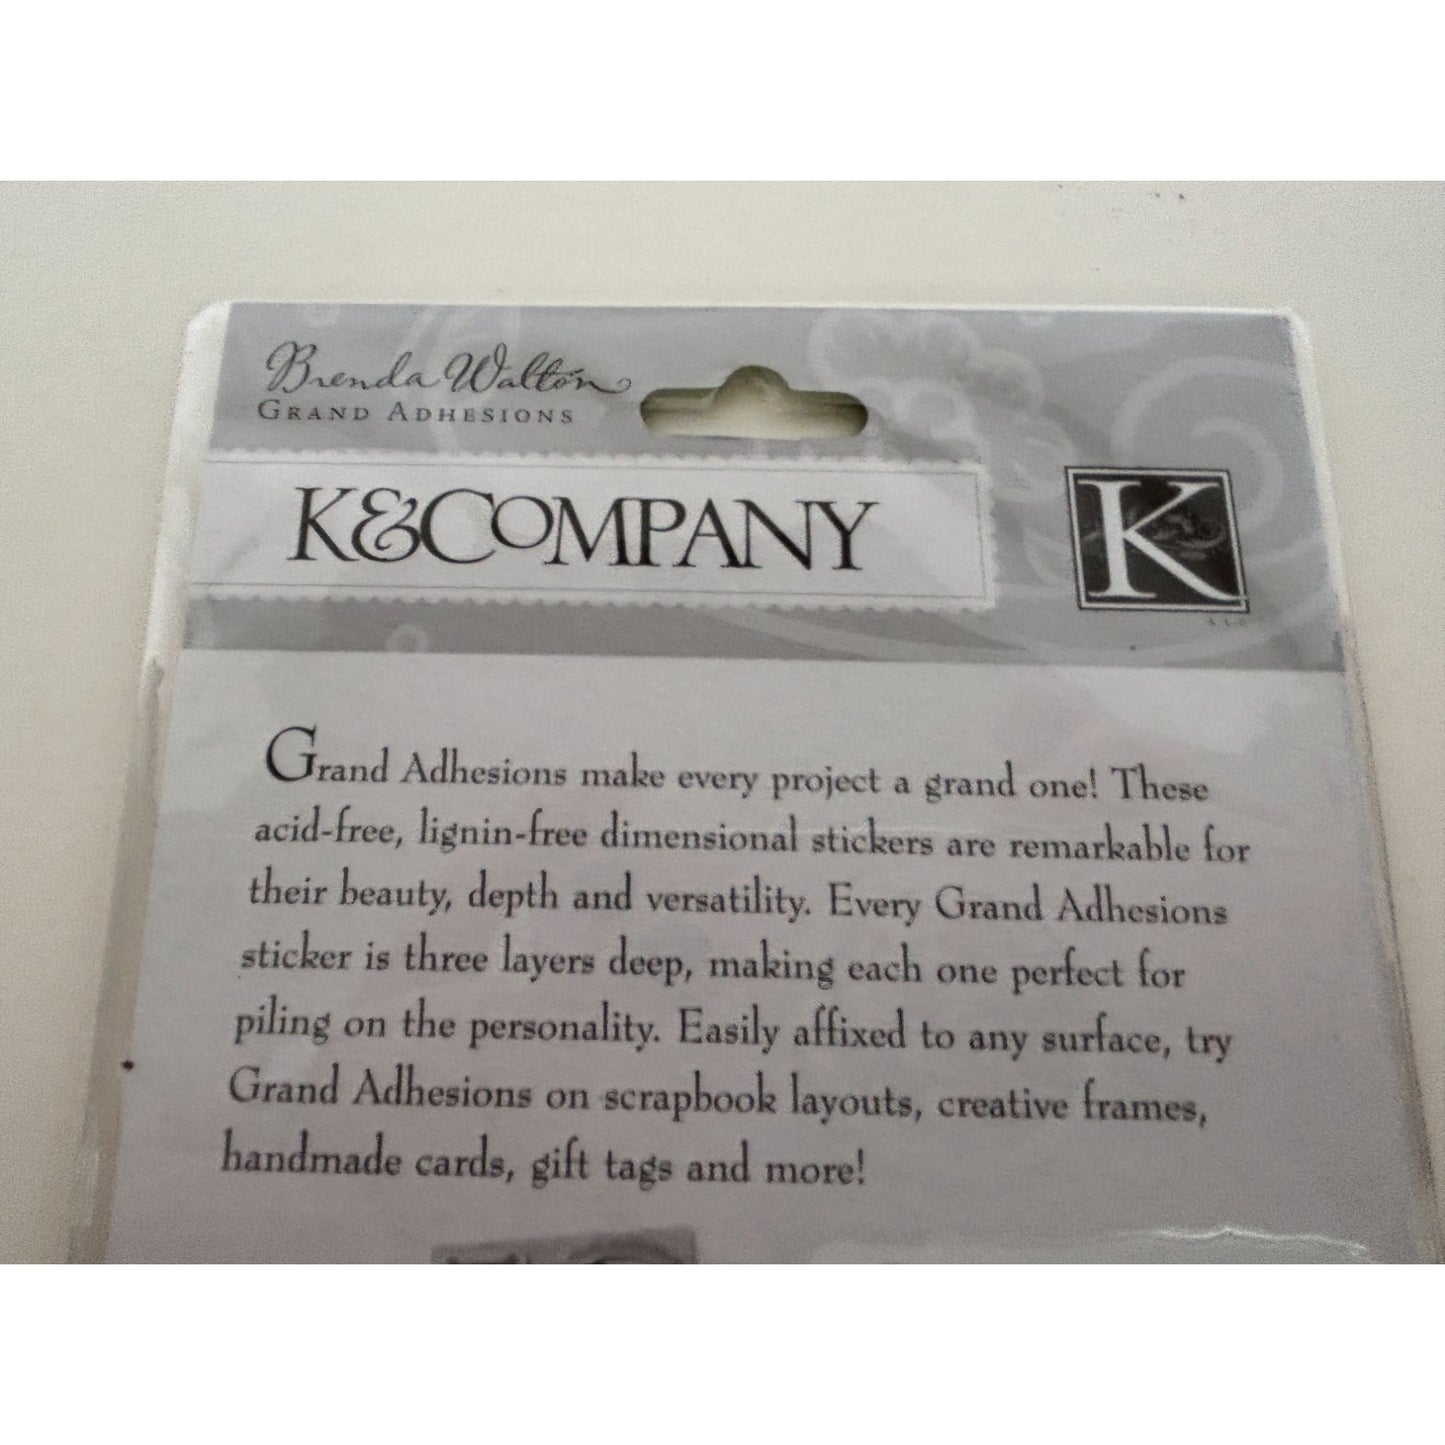 Brenda Walton
GRAND ADHESIONS
K&COMPANY
K
LLC
Grand Adhesions make every project a grand one! These
acid-free, lignin-free dimensional stickers are remarkable for
their beauty, depth and versatility. Every Grand Adhesions
sticker is three layers deep, making each one perfect for
piling on the personality. Easily affixed to any surface, try
Grand Adhesions on scrapbook layouts, creative frames,
handmade cards, gift tags and more!